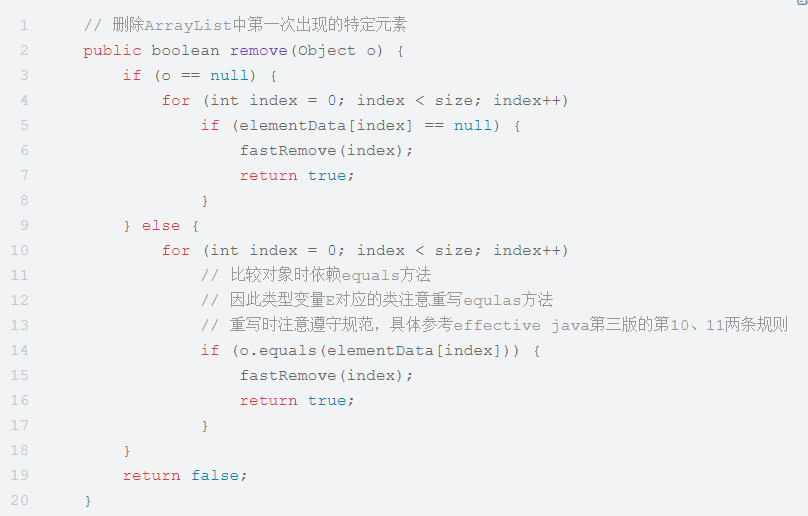 1 // 删除ArrayList中第一次出现的特定元素
2 public boolean remove(Object o) {
3 if (o == null) {
4 for (int index = 0; index < size; index++)
5 if (elementData[index] == null) {
6 fastRemove(index);
7 return true;
8 }
9 } else {
10 for (int index = 0; index < size; index++)
11 // 比较对象时依赖equals方法
12 // 因此类型变量E对应的类注意重写equlas方法
13 // 重写时注意遵守规范，具体参考effective java第三版的第10、11两条规则
14 if (o.equals(elementData[index])) {
15 fastRemove(index);
16 return true;
17 }
18 }
19 return false;
20 }